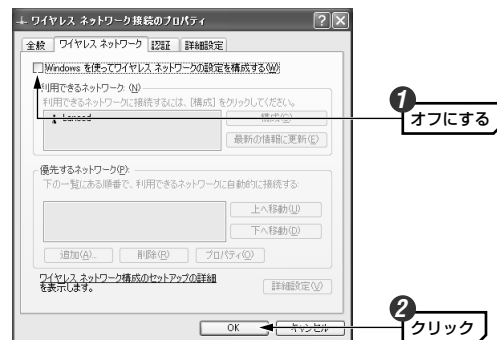 ワイヤレス ネットワーク接続のプロパティ
全般 ワイヤレス ネットワーク 認証 詳細設定
Windows を使ってワイヤレス ネットワークの設定を構成する(W)
利用できるネットワーク (N)
利用できるネットワークに接続するには、[構成] をクリックしてください。
Laneed
構成(C)
最新の情報に更新(E)
1
オフにする
優先するネットワーク(P):
下の一覧にある順番で、利用できるネットワークに自動的に接続する:
上へ移動(U)
下へ移動(D)
追加(A)... 削除(R) プロパティ(O)
ワイヤレス ネットワーク構成のセットアップの詳細
を表示します。
詳細設定(V)
2
クリック
OK キャンセル